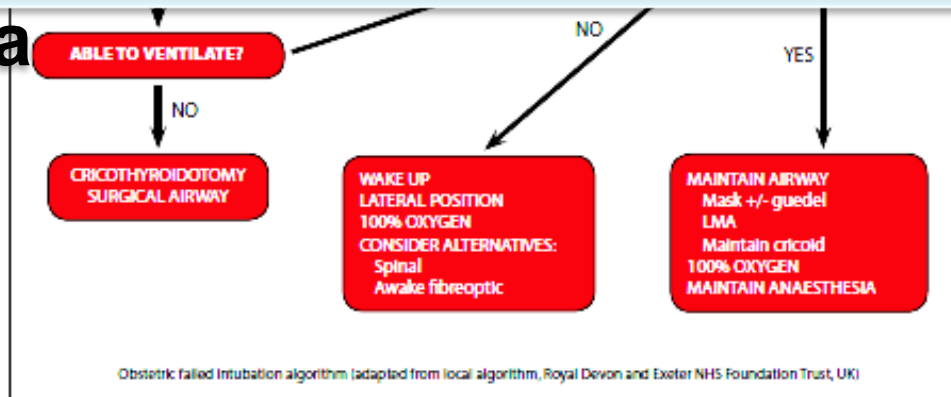 a
ABLE TO VENTILATE?
NO
YES
NO
CRICOTHYROIDOTOMY
SURGICAL AIRWAY
WAKE UP
LATERAL POSITION
100% OXYGEN
CONSIDER ALTERNATIVES:
Spinal
Awake fibreoptic
MAINTAIN AIRWAY
Mask +/- guedel
LMA
Maintain cricoid
100% OXYGEN
MAINTAIN ANAESTHESIA
Obstetric failed intubation algorithm (adapted from local algorithm, Royal Devon and Exeter NHS Foundation Trust, UK)